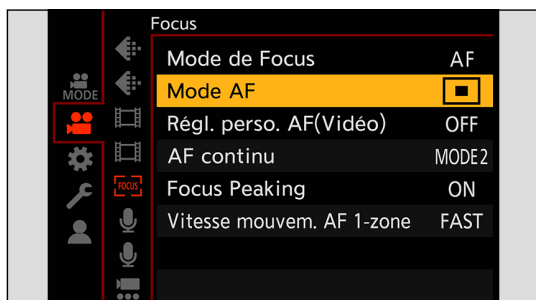 Focus
Mode de Focus AF
MODE
Mode AF
Régl. perso. AF(Vidéo) OFF
AF continu MODE2
FOCUS
Focus Peaking ON
Vitesse mouvem. AF 1-zone FAST